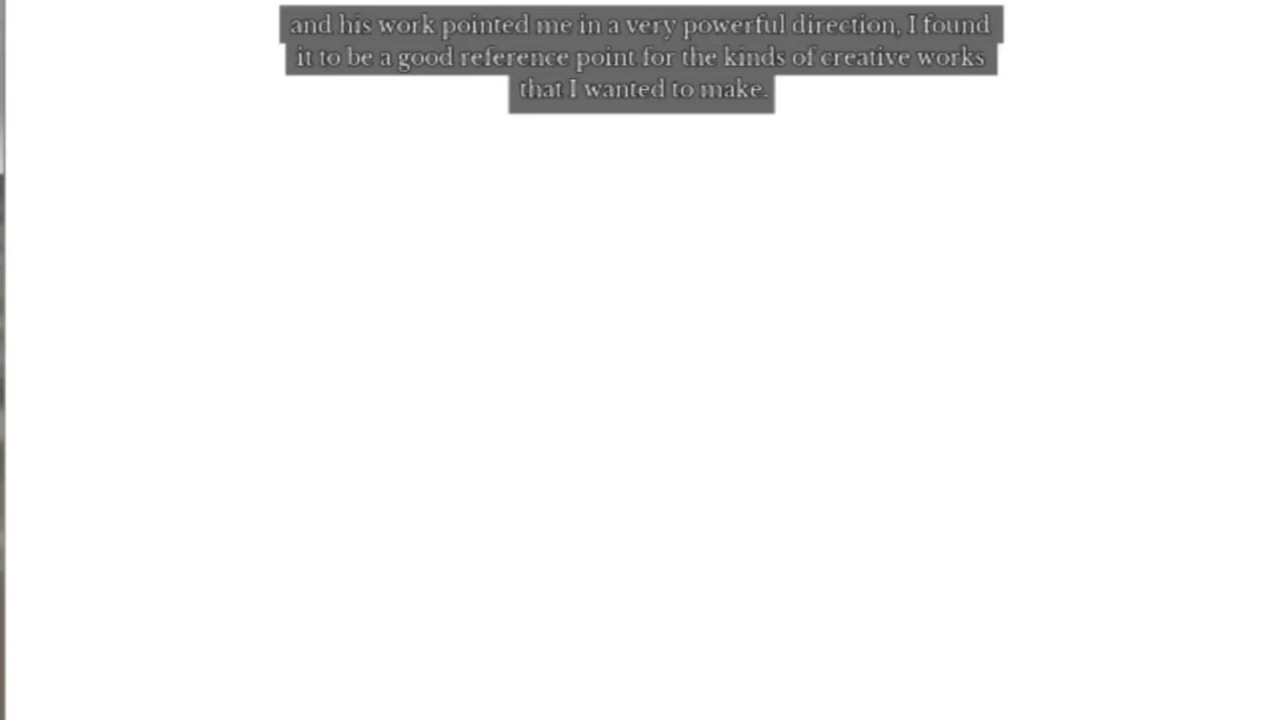 and his work pointed me in a very powerful direction, I found
it to be a good reference point for the kinds of creative works
that I wanted to make.